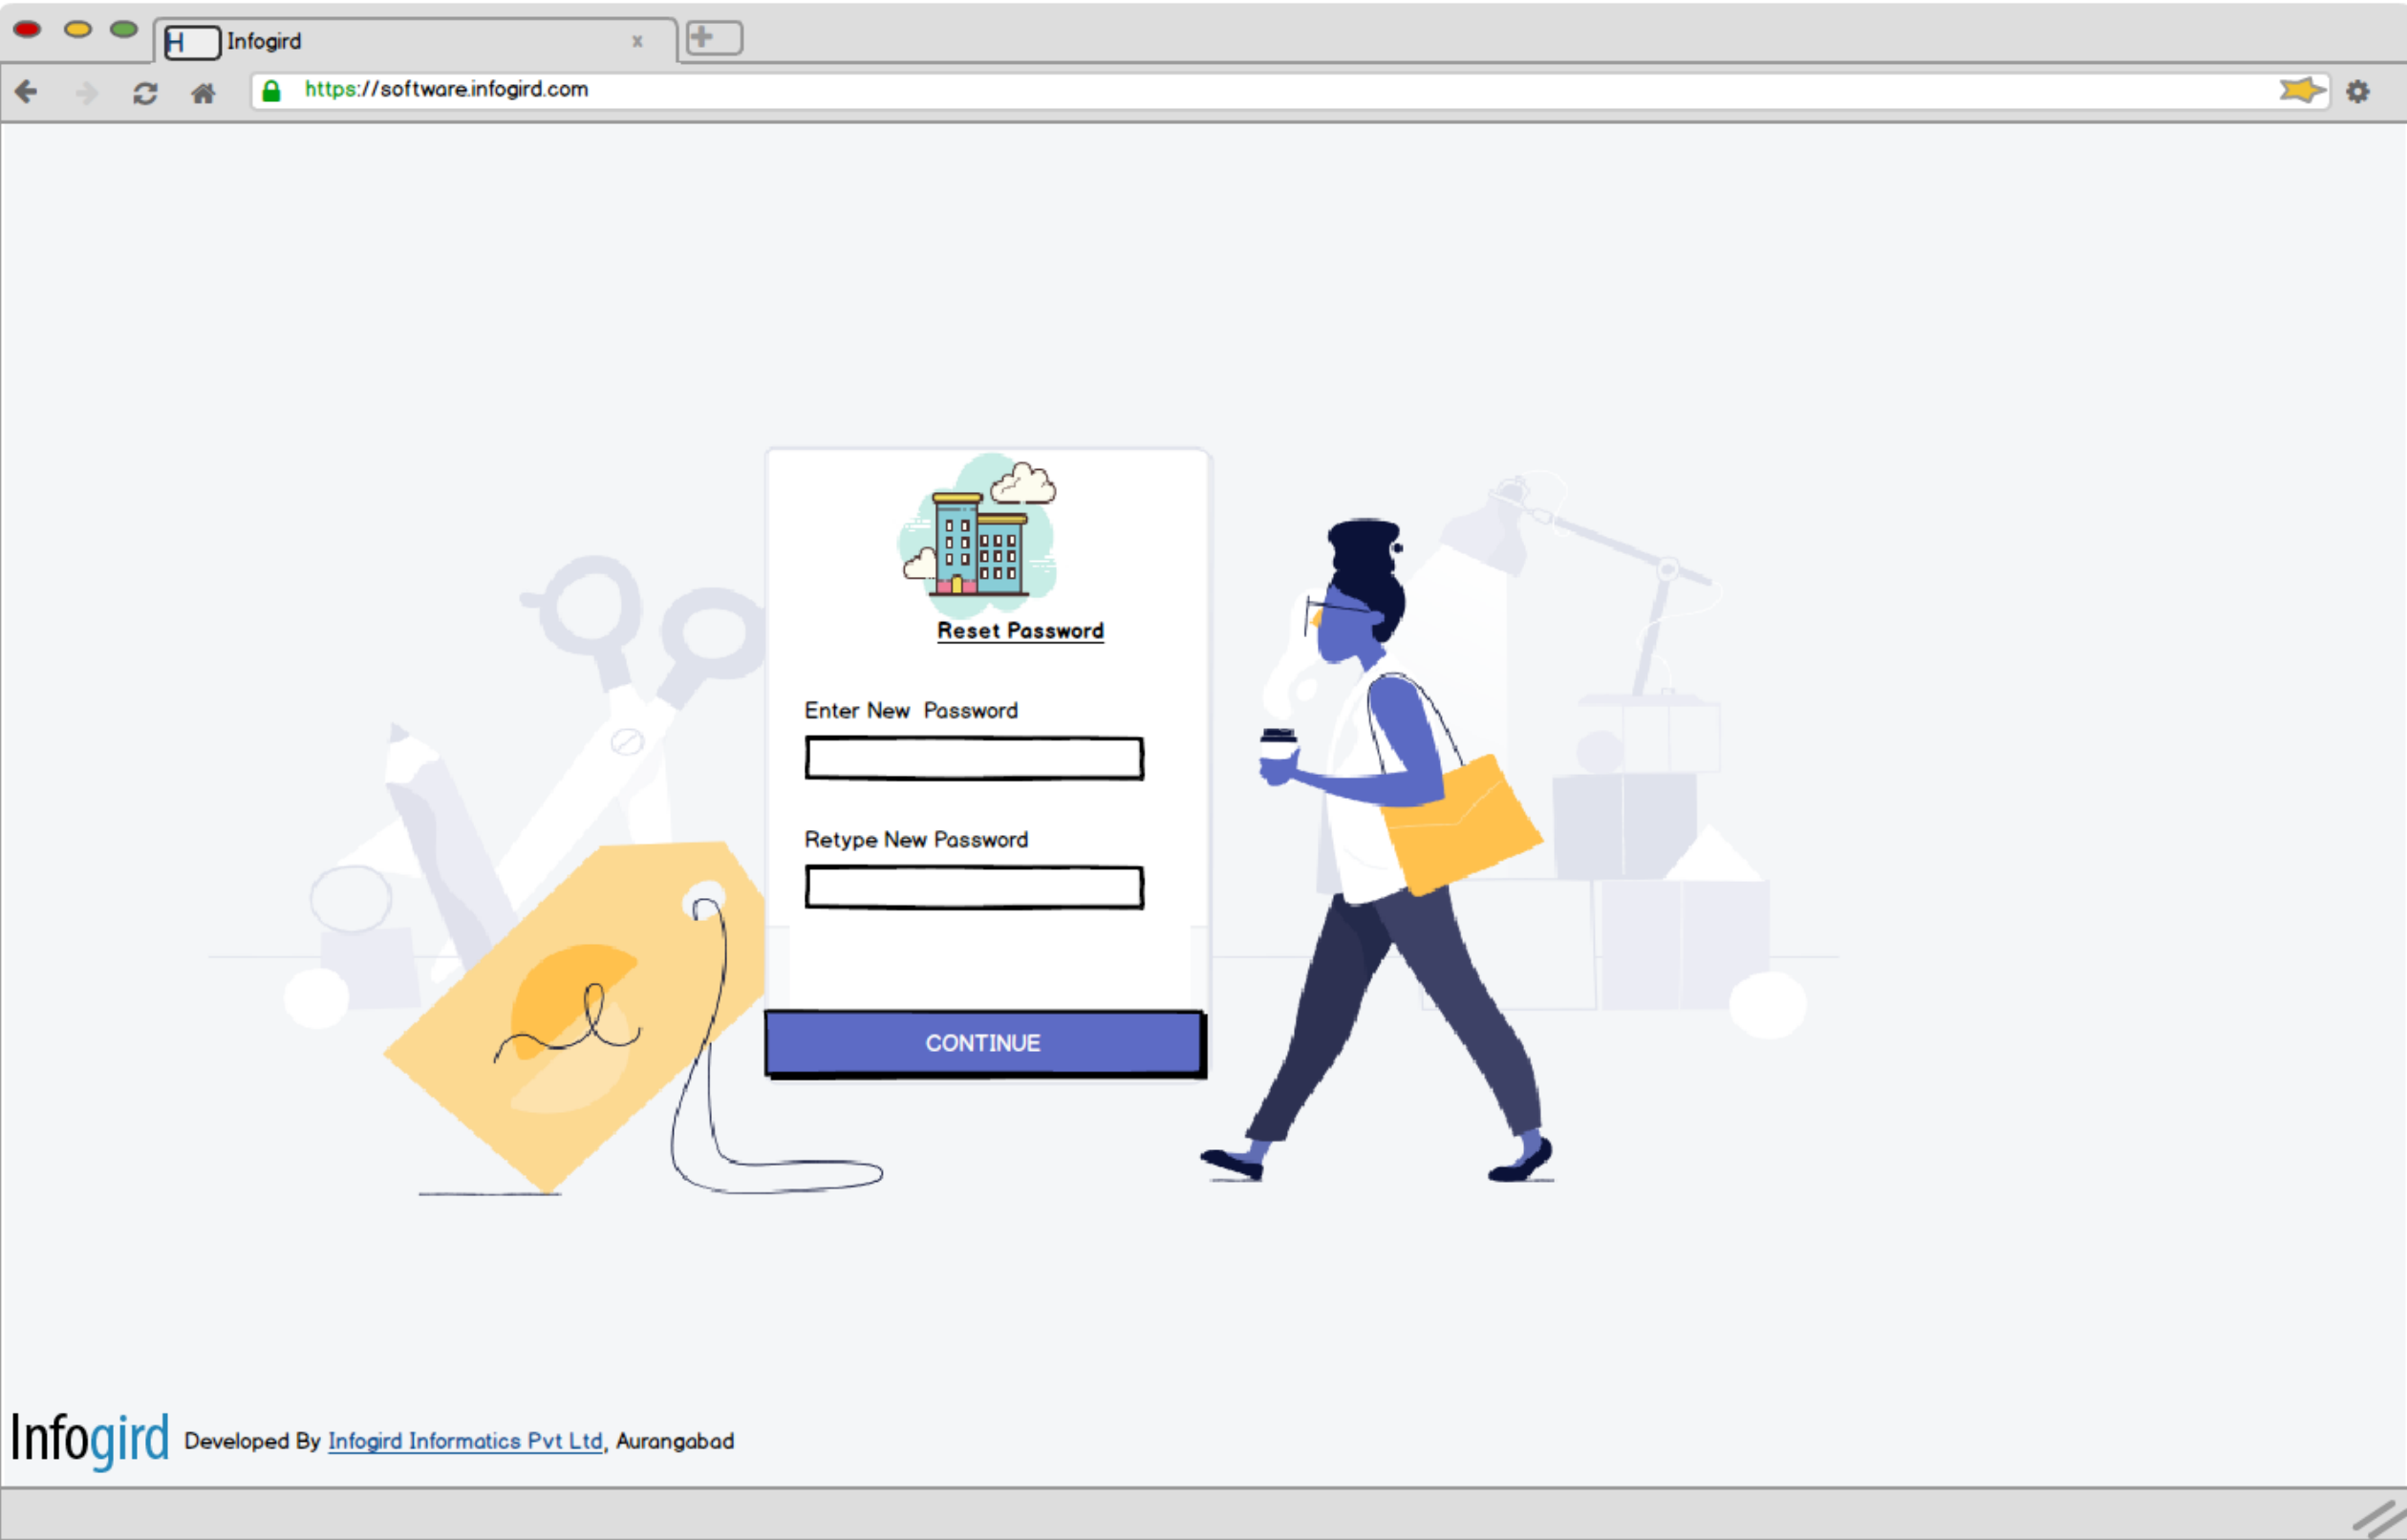 H Infogird x
https://software.infogird.com
Reset Password
Enter New Password
Retype New Password
CONTINUE
Infogird Developed By Infogird Informatics Pvt Ltd, Aurangabad